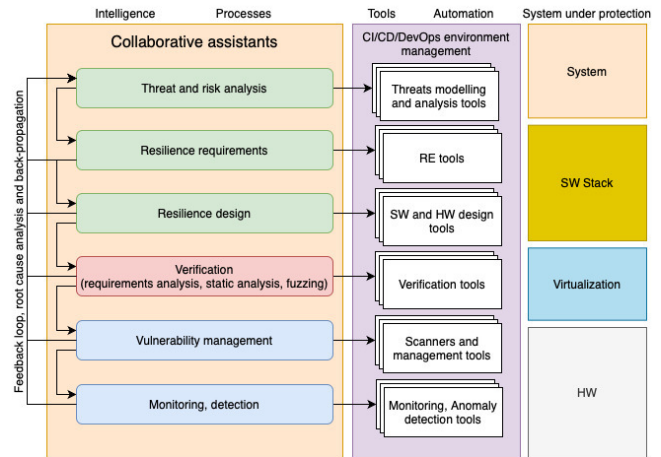 Intelligence Processes Tools Automation System under protection
Collaborative assistants
CI/CD/DevOps environment
management
Threat and risk analysis
Threats modelling
and analysis tools
System
Resilience requirements
RE tools
SW Stack
Resilience design
SW and HW design
tools
Verification
(requirements analysis, static analysis, fuzzing)
Verification tools
Virtualization
Vulnerability management
Scanners and
management tools
HW
Monitoring, detection
Monitoring, Anomaly
detection tools
Feedback loop, root cause analysis and back-propagation